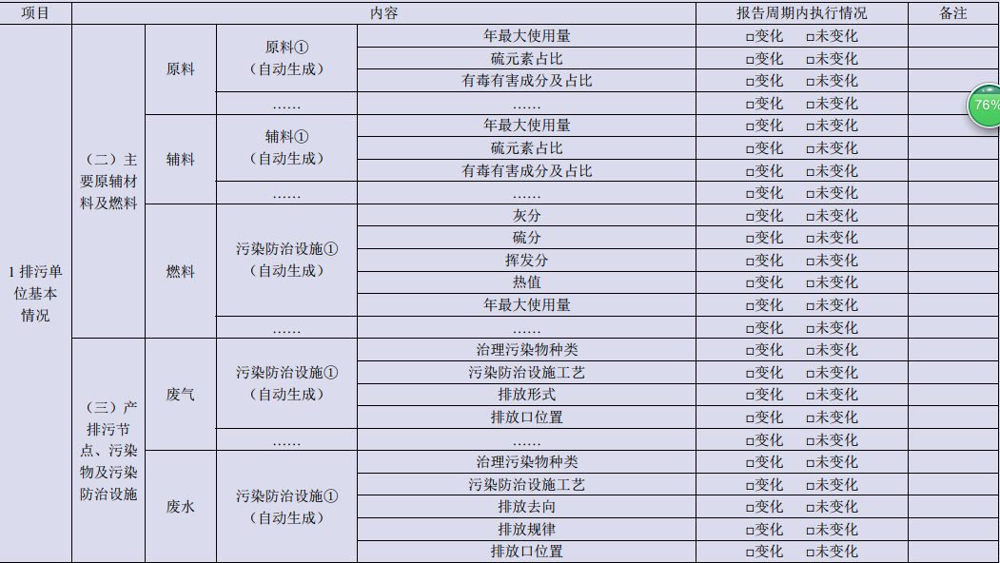 项目 内容 报告周期内执行情况 备注
1 排污单
位基本
情况
（二）主
要原辅材
料及燃料
原料
原料①
（自动生成）
年最大使用量 □变化 □未变化
硫元素占比 □变化 □未变化
有毒有害成分及占比 □变化 □未变化
…… …… □变化 □未变化
辅料
辅料①
（自动生成）
年最大使用量 □变化 □未变化
硫元素占比 □变化 □未变化
有毒有害成分及占比 □变化 □未变化
…… …… □变化 □未变化
燃料
污染防治设施①
（自动生成）
灰分 □变化 □未变化
硫分 □变化 □未变化
挥发分 □变化 □未变化
热值 □变化 □未变化
年最大使用量 □变化 □未变化
…… …… □变化 □未变化
（三）产
排污节
点、污染
物及污染
防治设施
废气
污染防治设施①
（自动生成）
治理污染物种类 □变化 □未变化
污染防治设施工艺 □变化 □未变化
排放形式 □变化 □未变化
排放口位置 □变化 □未变化
…… …… □变化 □未变化
废水
污染防治设施①
（自动生成）
治理污染物种类 □变化 □未变化
污染防治设施工艺 □变化 □未变化
排放去向 □变化 □未变化
排放规律 □变化 □未变化
排放口位置 □变化 □未变化
76%